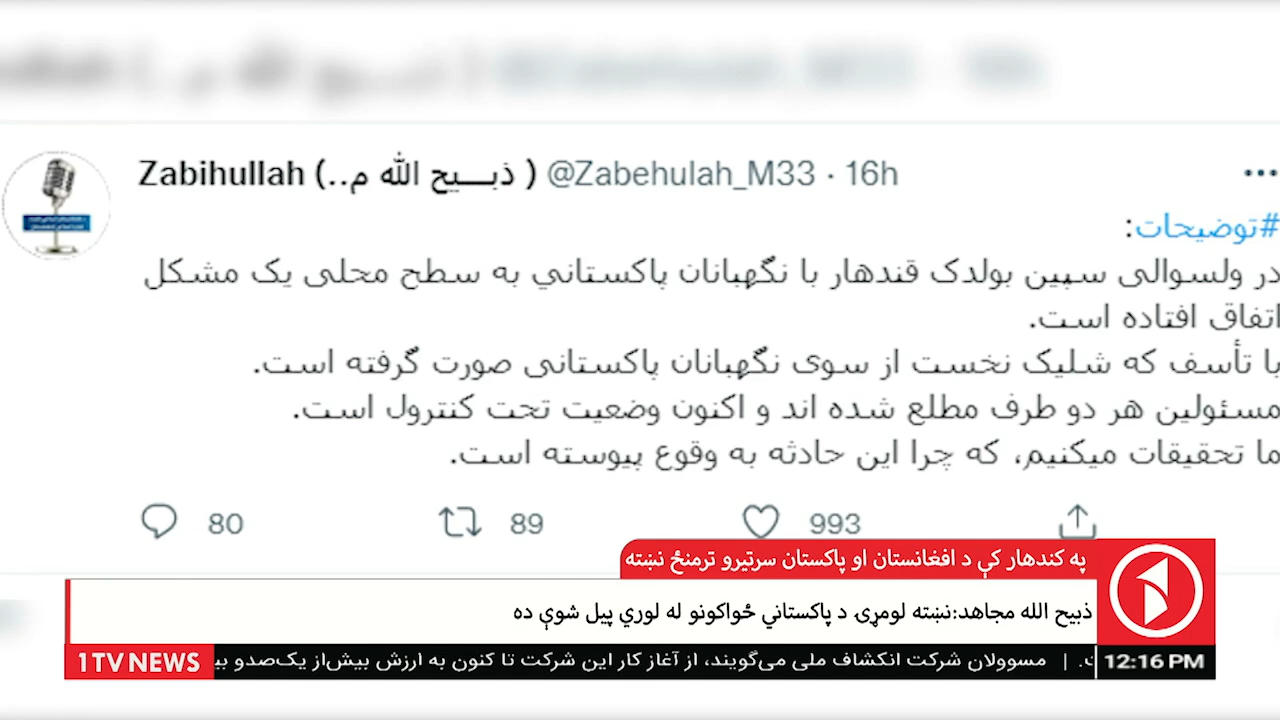 Zabihullah (ذبـــیح الله م..) @Zabehulah_M33 · 16h
#توضیحات:
در ولسوالی سپین بولدک قندهار با نگهبانان پاکستاني به سطح محلی یک مشکل
اتفاق افتاده است.
با تأسف که شلیک نخست از سوی نگهبانان پاکستانی صورت گرفته است.
مسئولین هر دو طرف مطلع شده اند و اکنون وضعیت تحت کنترول است.
ما تحقیقات میکنیم، که چرا این حادثه به وقوع پیوسته است.
80 89 993
په کندهار کې د افغانستان او پاکستان سرتیرو ترمنځ نښته
ذبیح الله مجاهد:نښته لومړۍ د پاکستاني ځواکونو له لوري پیل شوې ده
1TV NEWS
ت. | مسوولان شرکت انکشاف ملی می‌گویند، از آغاز کار این شرکت تا کنون به ارزش بیش‌از یک‌صدو
12:16 PM